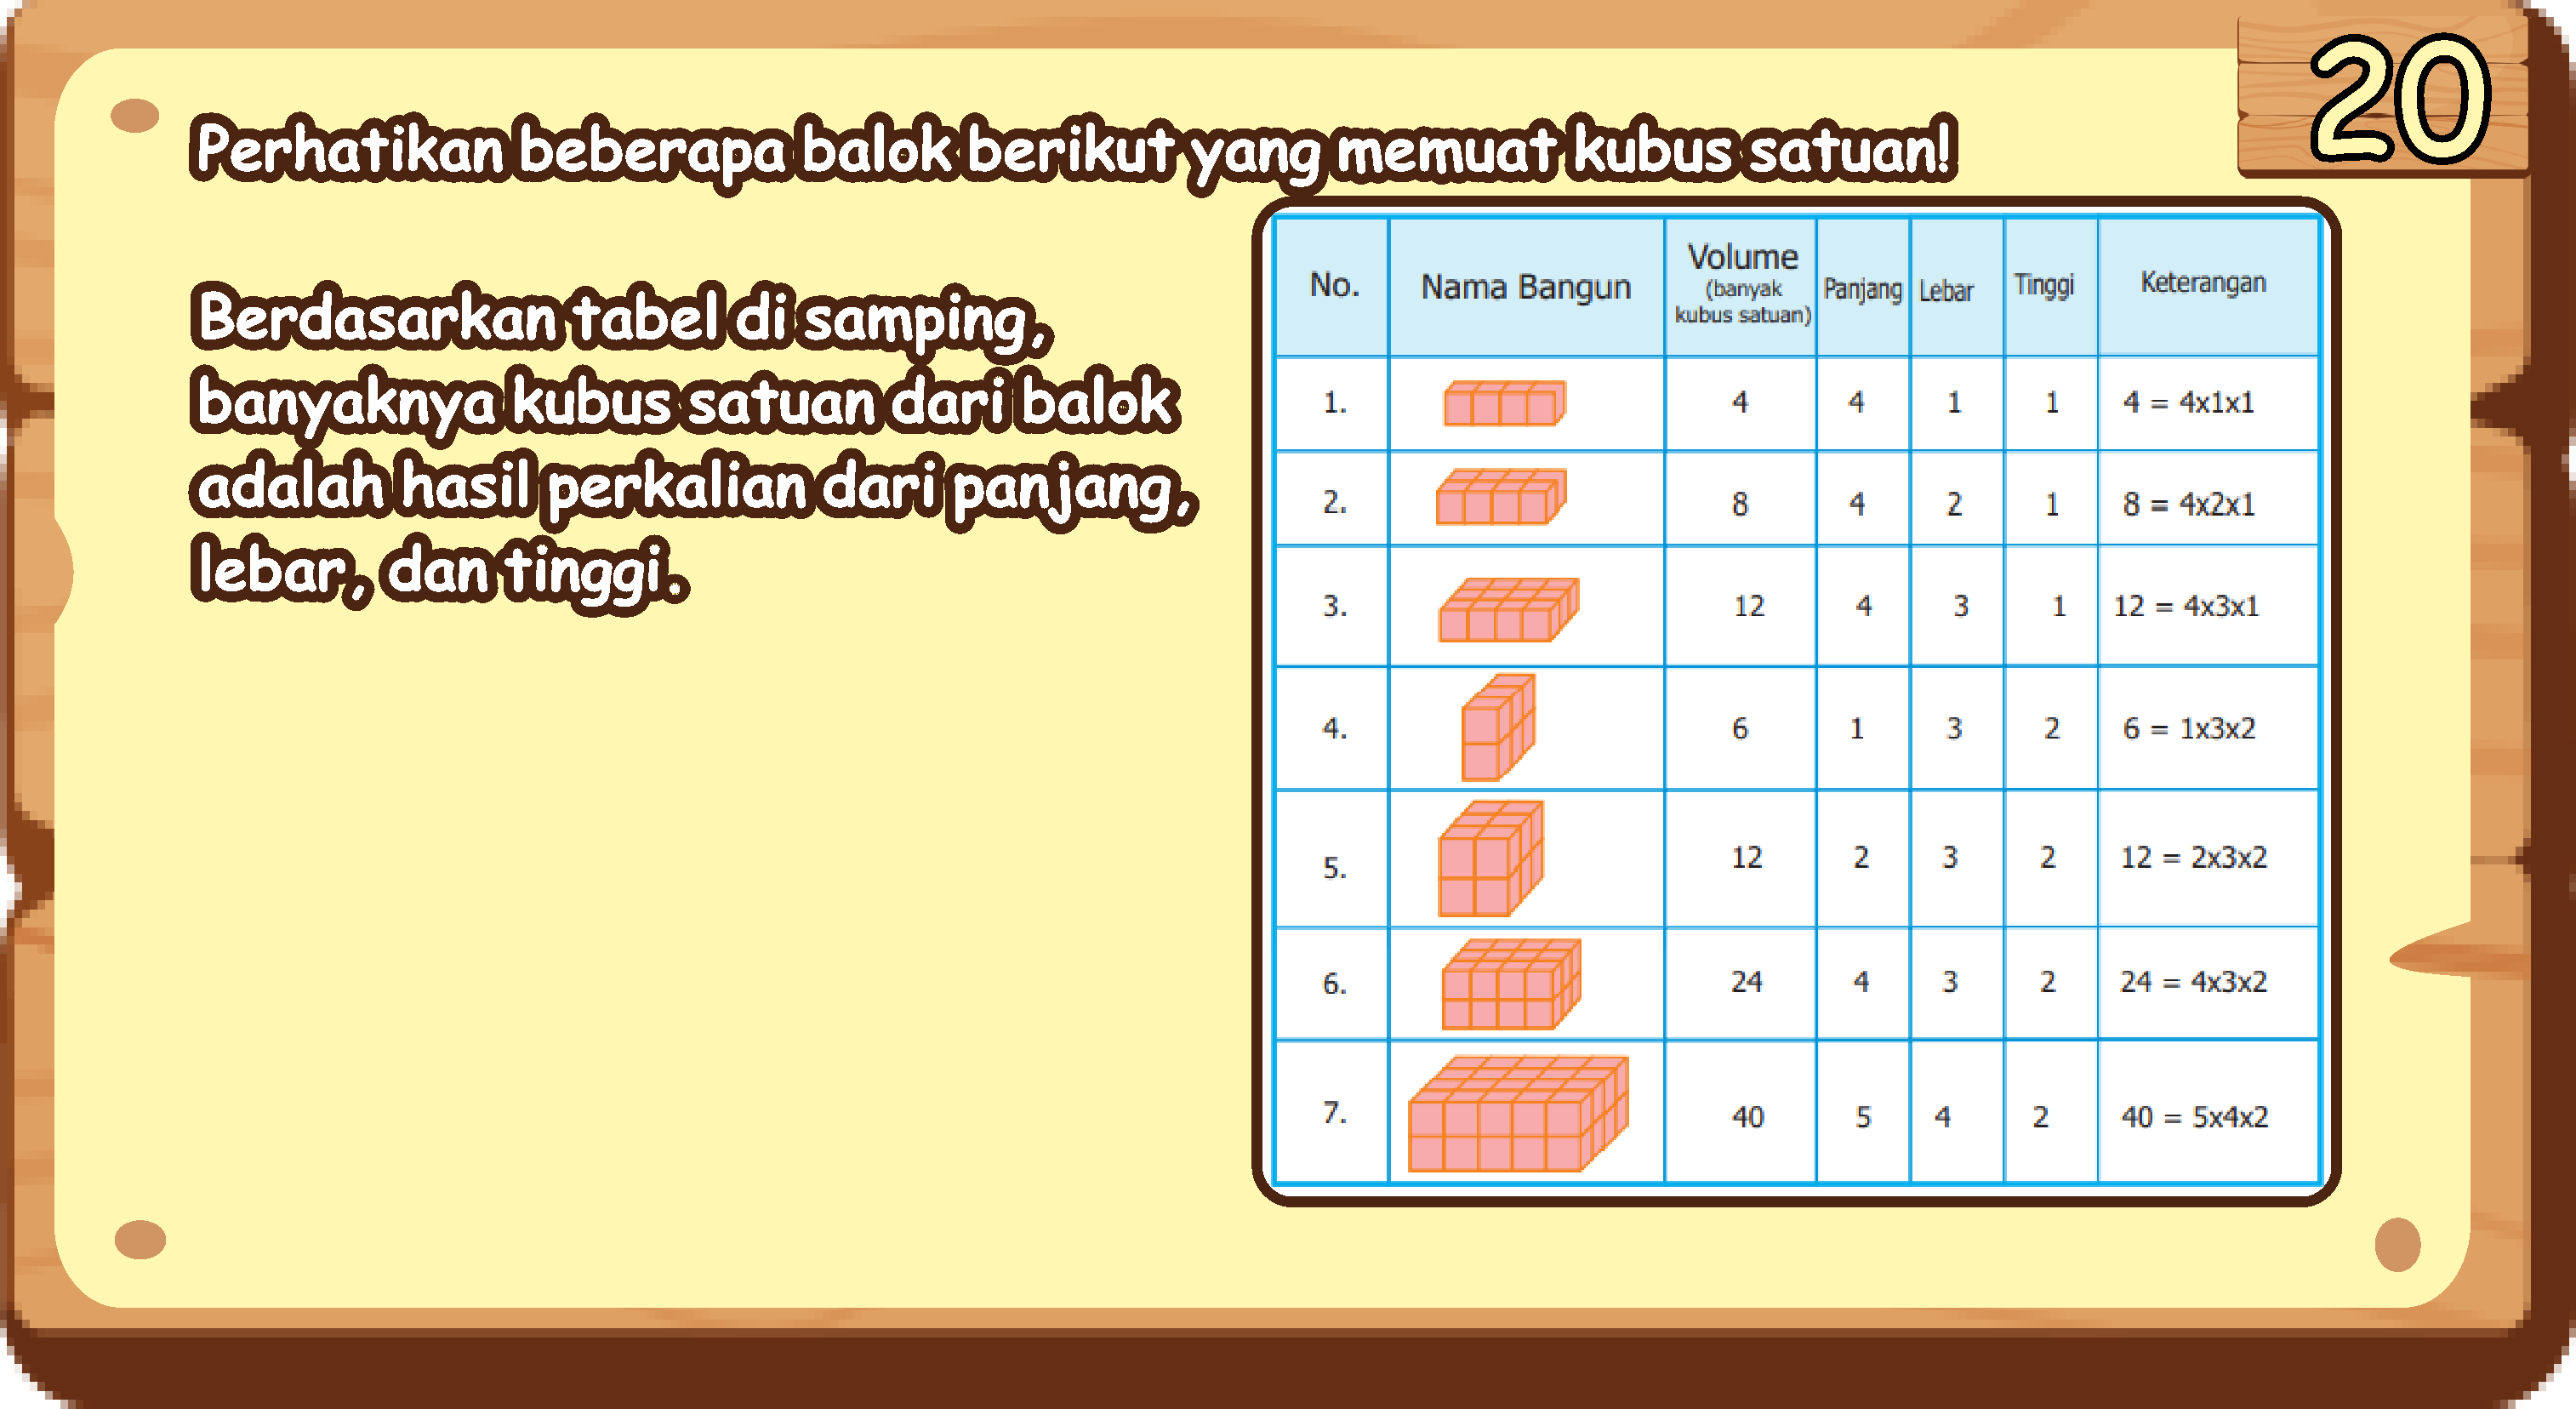 20
Perhatikan beberapa balok berikut yang memuat kubus satuan!
Berdasarkan tabel di samping,
banyaknya kubus satuan dari balok
adalah hasil perkalian dari panjang,
lebar, dan tinggi.
No. Nama Bangun Volume (banyak kubus satuan) Panjang Lebar Tinggi Keterangan
1. 4 4 1 1 4 = 4x1x1
2. 8 4 2 1 8 = 4x2x1
3. 12 4 3 1 12 = 4x3x1
4. 6 1 3 2 6 = 1x3x2
5. 12 2 3 2 12 = 2x3x2
6. 24 4 3 2 24 = 4x3x2
7. 40 5 4 2 40 = 5x4x2